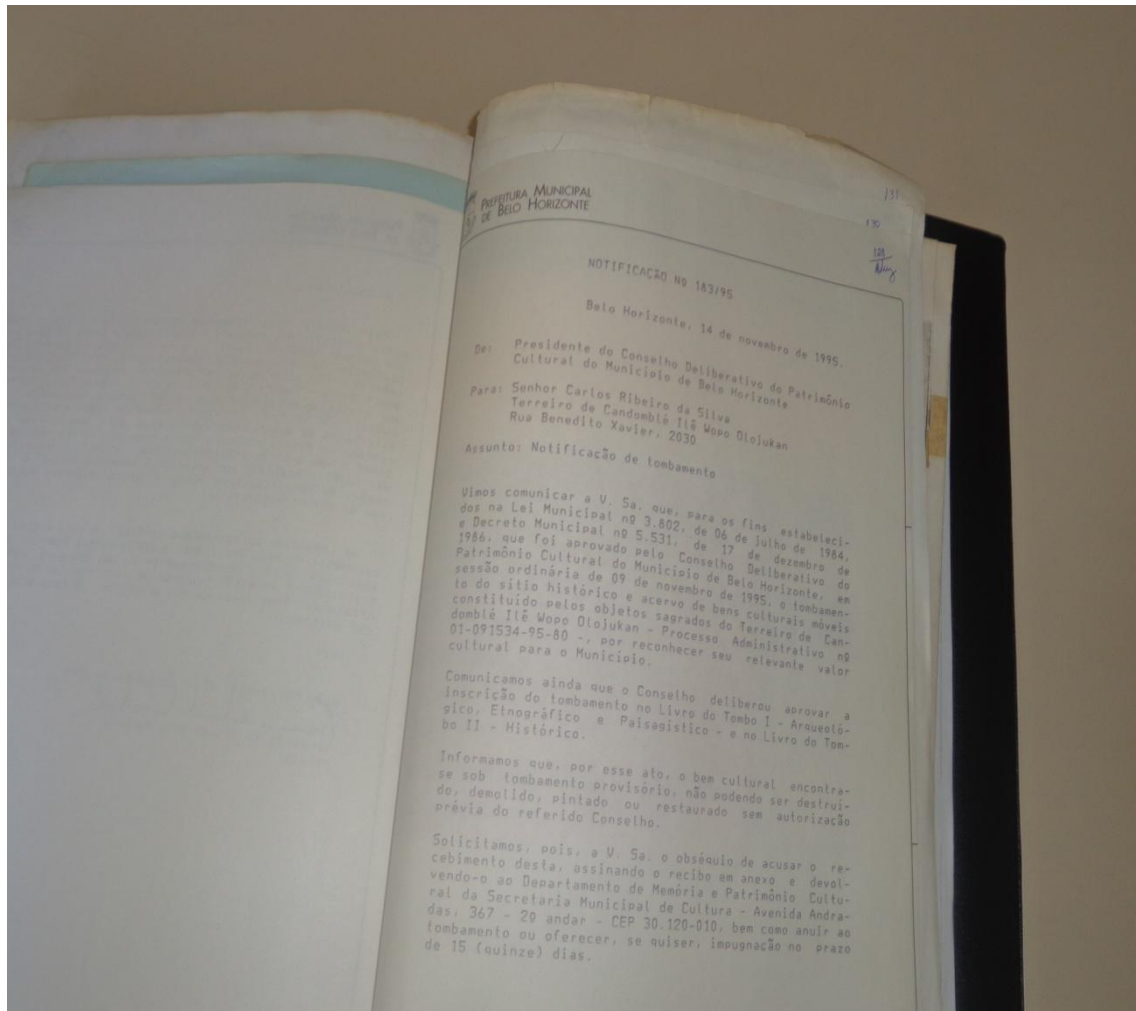 PREFEITURA MUNICIPAL
DE BELO HORIZONTE
131
170
128
NOTIFICAÇÃO Nº 183/95
Belo Horizonte, 14 de novembro de 1995.
De: Presidente do Conselho Deliberativo do Patrimônio
Cultural do Município de Belo Horizonte
Para: Senhor Carlos Ribeiro da Silva
Terreiro de Candomblé Ilê Wopo Olojukan
Rua Benedito Xavier, 2030
Assunto: Notificação de tombamento
Vimos comunicar a V. Sa. que, para os fins estabeleci-
dos na Lei Municipal nº 3.802, de 06 de julho de 1984,
e Decreto Municipal nº 5.531, de 17 de dezembro de
1986, que foi aprovado pelo Conselho Deliberativo do
Patrimônio Cultural do Município de Belo Horizonte, em
sessão ordinária de 09 de novembro de 1995, o tombamen-
to do sítio histórico e acervo de bens culturais móveis
constituído pelos objetos sagrados do Terreiro de Can-
domblé Ilê Wopo Olojukan - Processo Administrativo nº
01-091534-95-80 -, por reconhecer seu relevante valor
cultural para o Município.
Comunicamos ainda que o Conselho deliberou aprovar a
inscrição do tombamento no Livro do Tombo I - Arqueoló-
gico, Etnográfico e Paisagístico - e no Livro do Tom-
bo II - Histórico.
Informamos que, por esse ato, o bem cultural encontra-
se sob tombamento provisório, não podendo ser destruí-
do, demolido, pintado ou restaurado sem autorização
prévia do referido Conselho.
Solicitamos, pois, a V. Sa. o obséquio de acusar o re-
cebimento desta, assinando o recibo em anexo e devol-
vendo-o ao Departamento de Memória e Patrimônio Cultu-
ral da Secretaria Municipal de Cultura - Avenida Andra-
das, 367 - 2º andar - CEP 30.120-010, bem como anuir ao
tombamento ou oferecer, se quiser, impugnação no prazo
de 15 (quinze) dias.